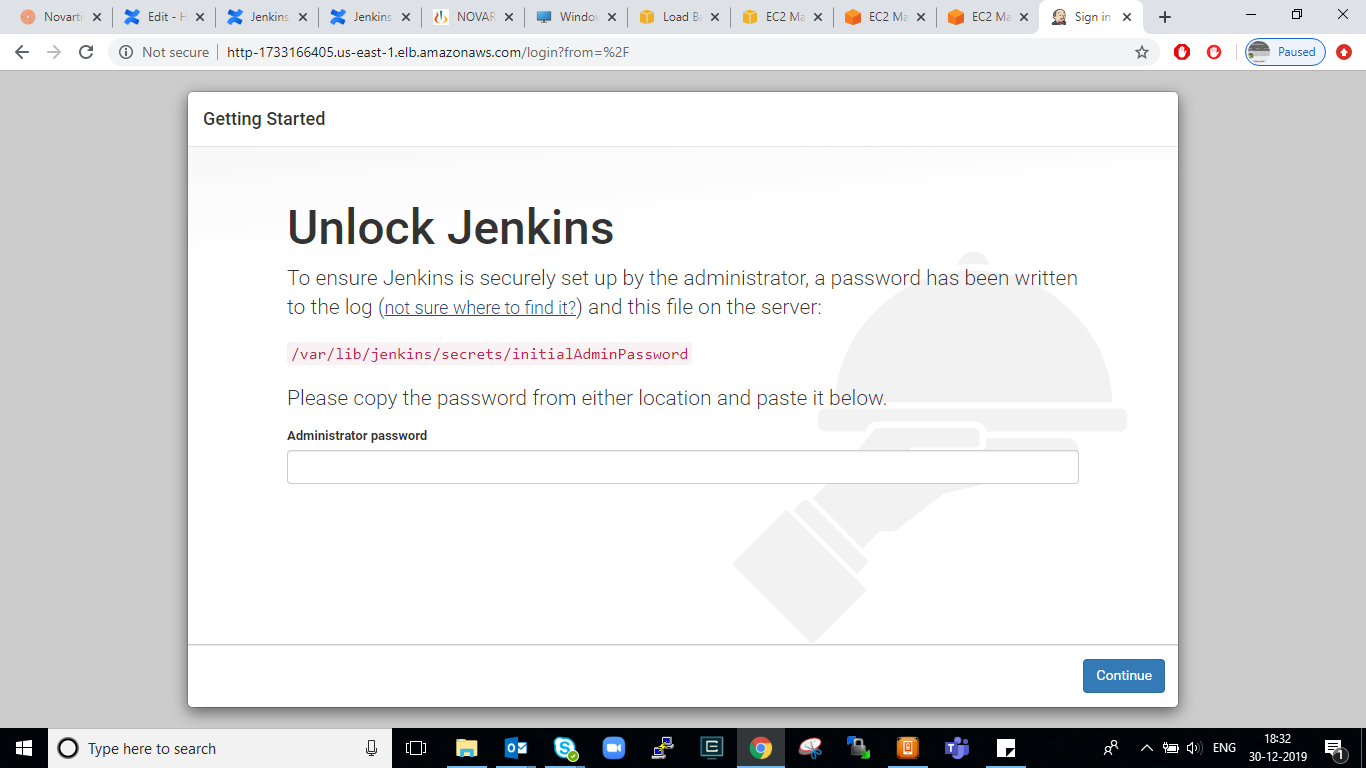 Novarti
Edit - H
Jenkins
Jenkins
NOVAR
Window
Load Ba
EC2 Ma
EC2 Ma
EC2 Ma
Sign in
Not secure
http-1733166405.us-east-1.elb.amazonaws.com/login?from=%2F
Paused
Getting Started
Unlock Jenkins
To ensure Jenkins is securely set up by the administrator, a password has been written
to the log (not sure where to find it?) and this file on the server:
/var/lib/jenkins/secrets/initialAdminPassword
Please copy the password from either location and paste it below.
Administrator password
Continue
Type here to search
ENG
18:32
30-12-2019
1